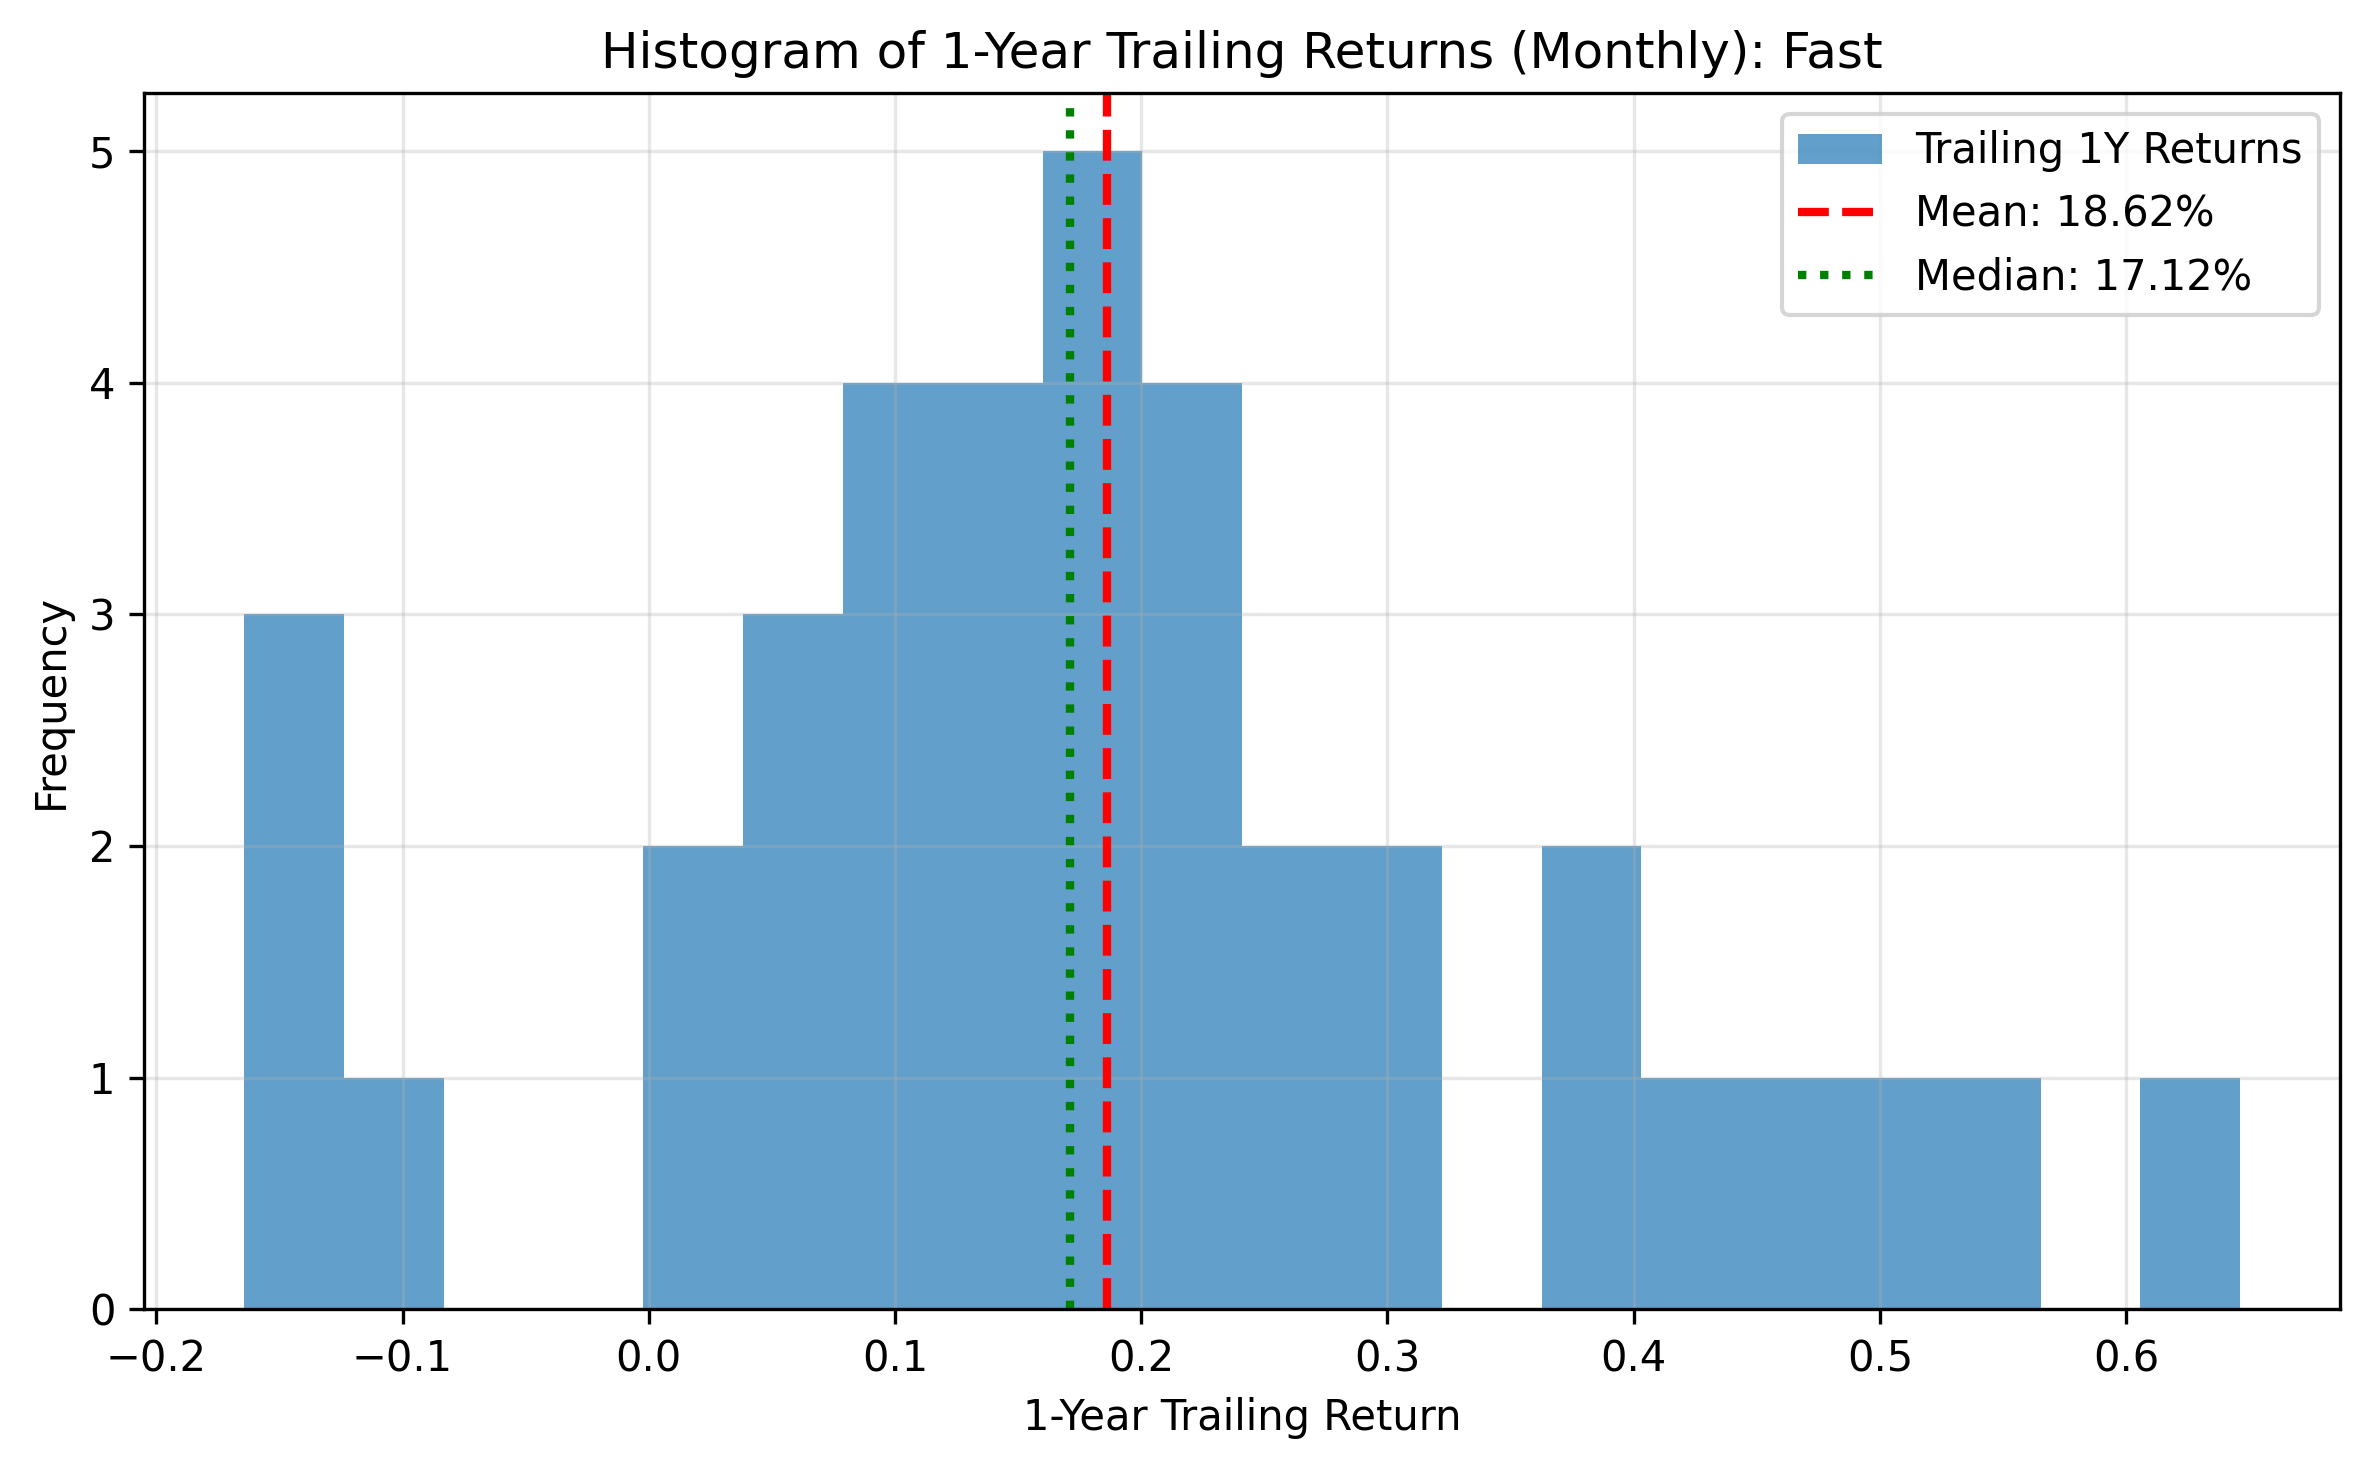 Histogram of 1-Year Trailing Returns (Monthly): Fast
Trailing 1Y Returns
Mean: 18.62%
Median: 17.12%
Frequency
5
4
3
2
1
0
−0.2 −0.1 0.0 0.1 0.2 0.3 0.4 0.5 0.6
1-Year Trailing Return